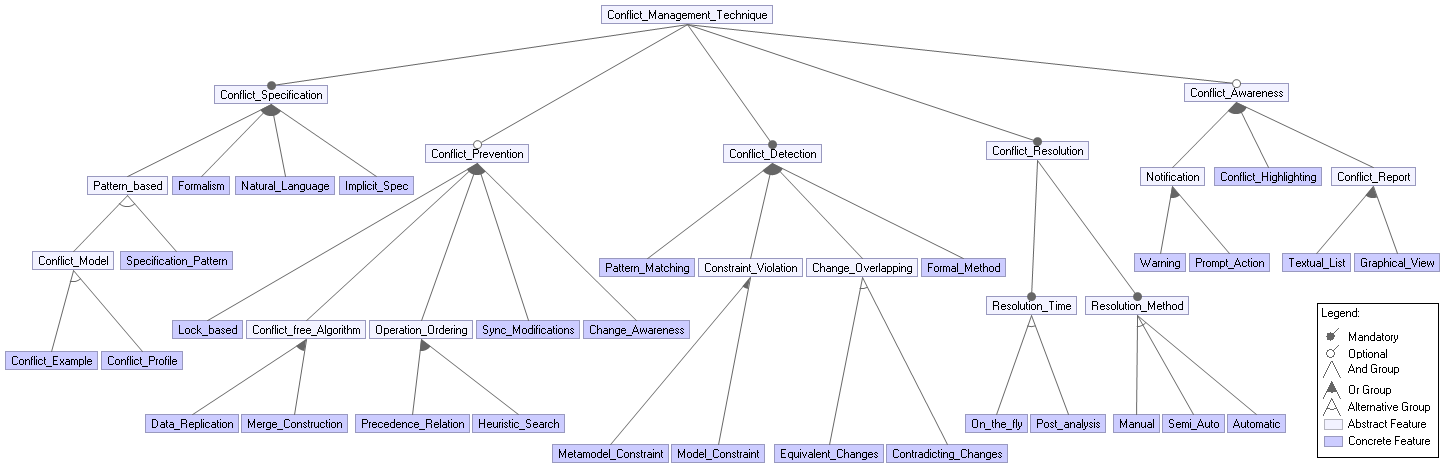 Conflict_Management_Technique
Conflict_Specification
Conflict_Awareness
Conflict_Prevention
Conflict_Detection
Conflict_Resolution
Pattern_based
Formalism
Natural_Language
Implicit_Spec
Notification
Conflict_Highlighting
Conflict_Report
Conflict_Model
Specification_Pattern
Pattern_Matching
Constraint_Violation
Change_Overlapping
Formal_Method
Warning
Prompt_Action
Textual_List
Graphical_View
Lock_based
Conflict_free_Algorithm
Operation_Ordering
Sync_Modifications
Change_Awareness
Resolution_Time
Resolution_Method
Conflict_Example
Conflict_Profile
Data_Replication
Merge_Construction
Precedence_Relation
Heuristic_Search
Metamodel_Constraint
Model_Constraint
Equivalent_Changes
Contradicting_Changes
On_the_fly
Post_analysis
Manual
Semi_Auto
Automatic
Legend:
Mandatory
Optional
And Group
Or Group
Alternative Group
Abstract Feature
Concrete Feature